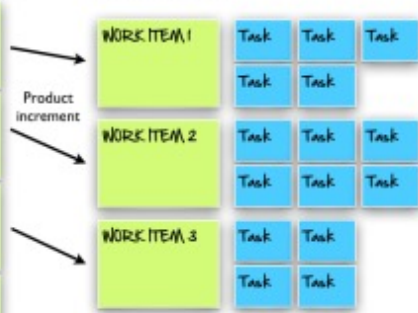 WORK ITEM 1
Task Task Task
Task Task
Product
increment
WORK ITEM 2
Task Task Task
Task Task Task
WORK ITEM 3
Task Task
Task Task